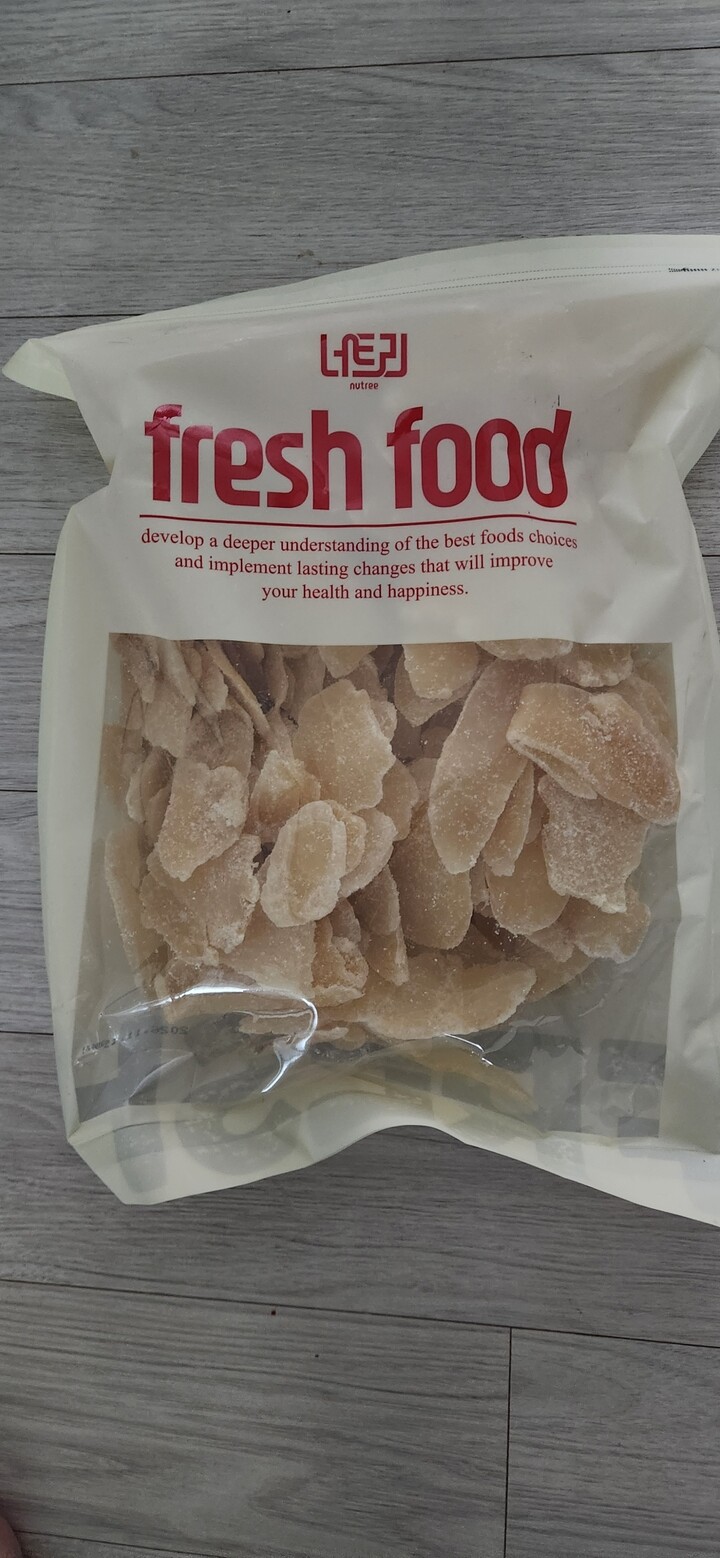 너트리
nutree
fresh food
develop a deeper understanding of the best foods choices
and implement lasting changes that will improve
your health and happiness.